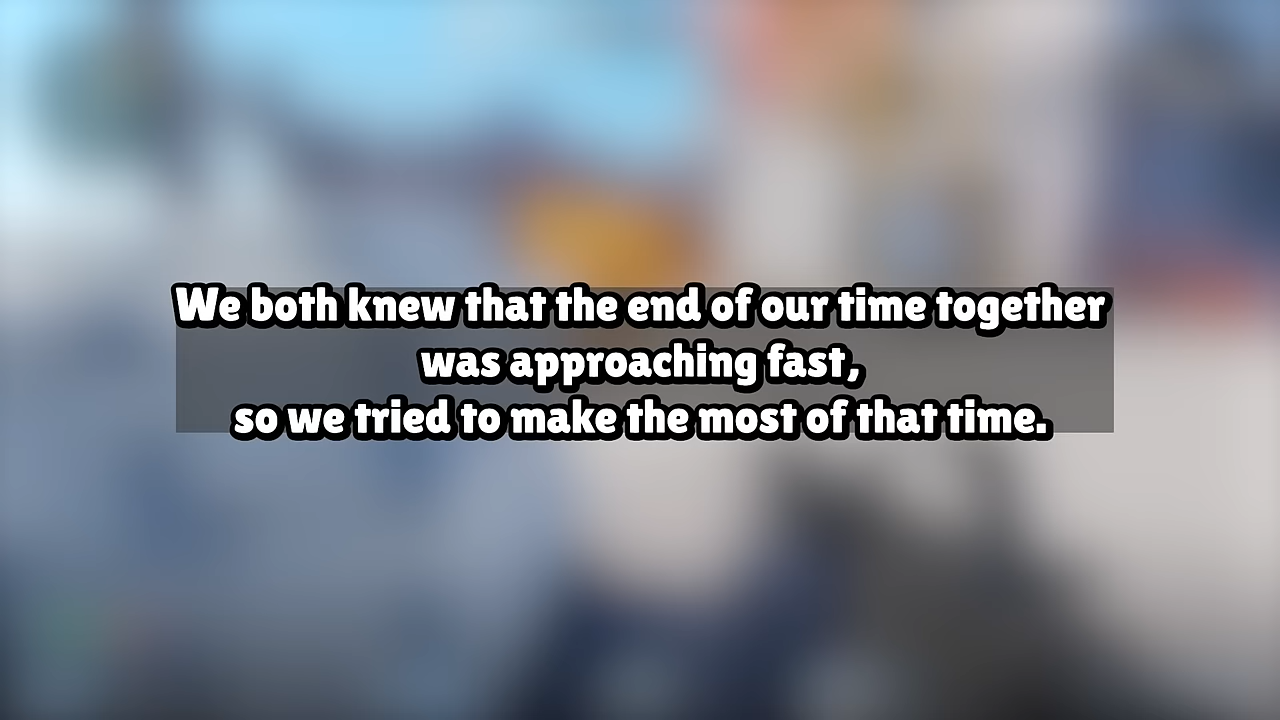 We both knew that the end of our time together
was approaching fast,
so we tried to make the most of that time.